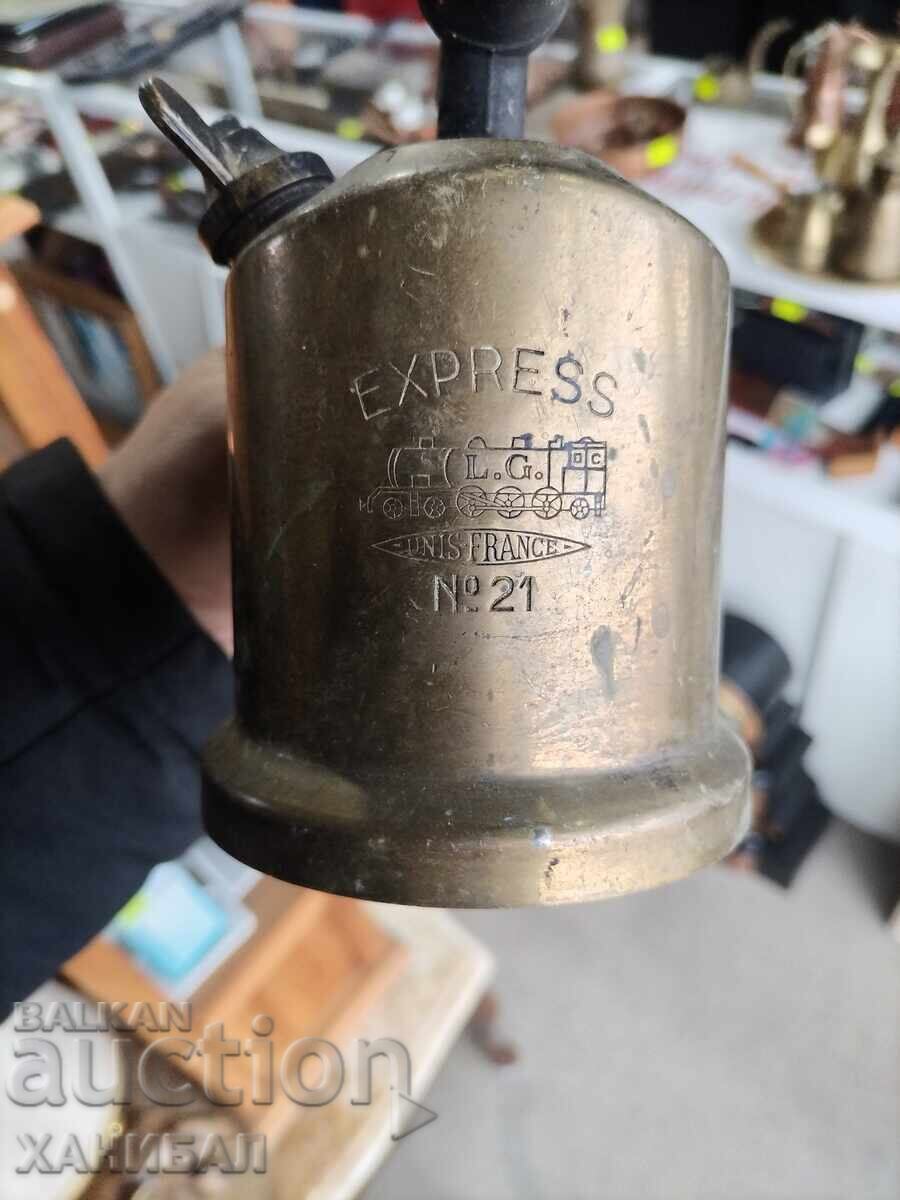 EXPRESS
L.G.
UNIS-FRANCE
Nº 21
BALKAN
auction
ХАНИБАЛ